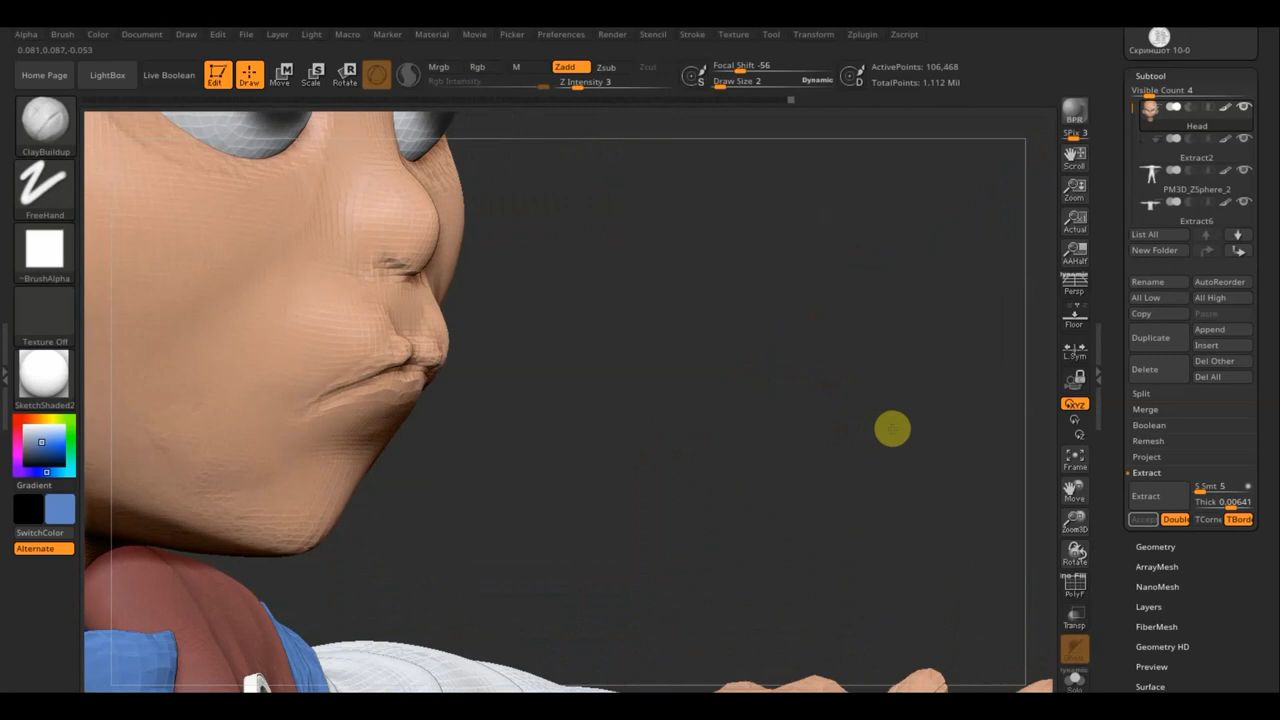 Alpha Brush Color Document Draw Edit File Layer Light Macro Marker Material Movie Picker Preferences Render Stencil Stroke Texture Tool Transform Zplugin Zscript
0.081,0.087,-0.053
Home Page LightBox Live Boolean Edit Draw Move Scale Rotate
Mrgb Rgb M Zadd Zsub Zcut
Rgb Intensity Z Intensity 3
Focal Shift -56
Draw Size 2 Dynamic
ActivePoints: 106,468
TotalPoints: 1.112 Mil
ClayBuildup
FreeHand
~BrushAlpha
Texture Off
SketchShaded2
Gradient
SwitchColor
Alternate
BPR
SPix 3
Scroll
Zoom
Actual
AAHalf
Dynamic
Persp
Floor
L.Sym
XYZ
Frame
Move
Zoom3D
Rotate
PolyF
Transp
Ghost
Dynamic
Solo
Скриншот 10-0
Subtool
Visible Count 4
Head
Extract2
PM3D_ZSphere_2
Extract6
List All
New Folder
Rename AutoReorder
All Low All High
Copy Paste
Duplicate Append
Insert
Delete Del Other
Del All
Split
Merge
Boolean
Remesh
Project
Extract
Extract S Smt 5
Thick 0.00641
Accep Doubl TCorne TBord
Geometry
ArrayMesh
NanoMesh
Layers
FiberMesh
Geometry HD
Preview
Surface